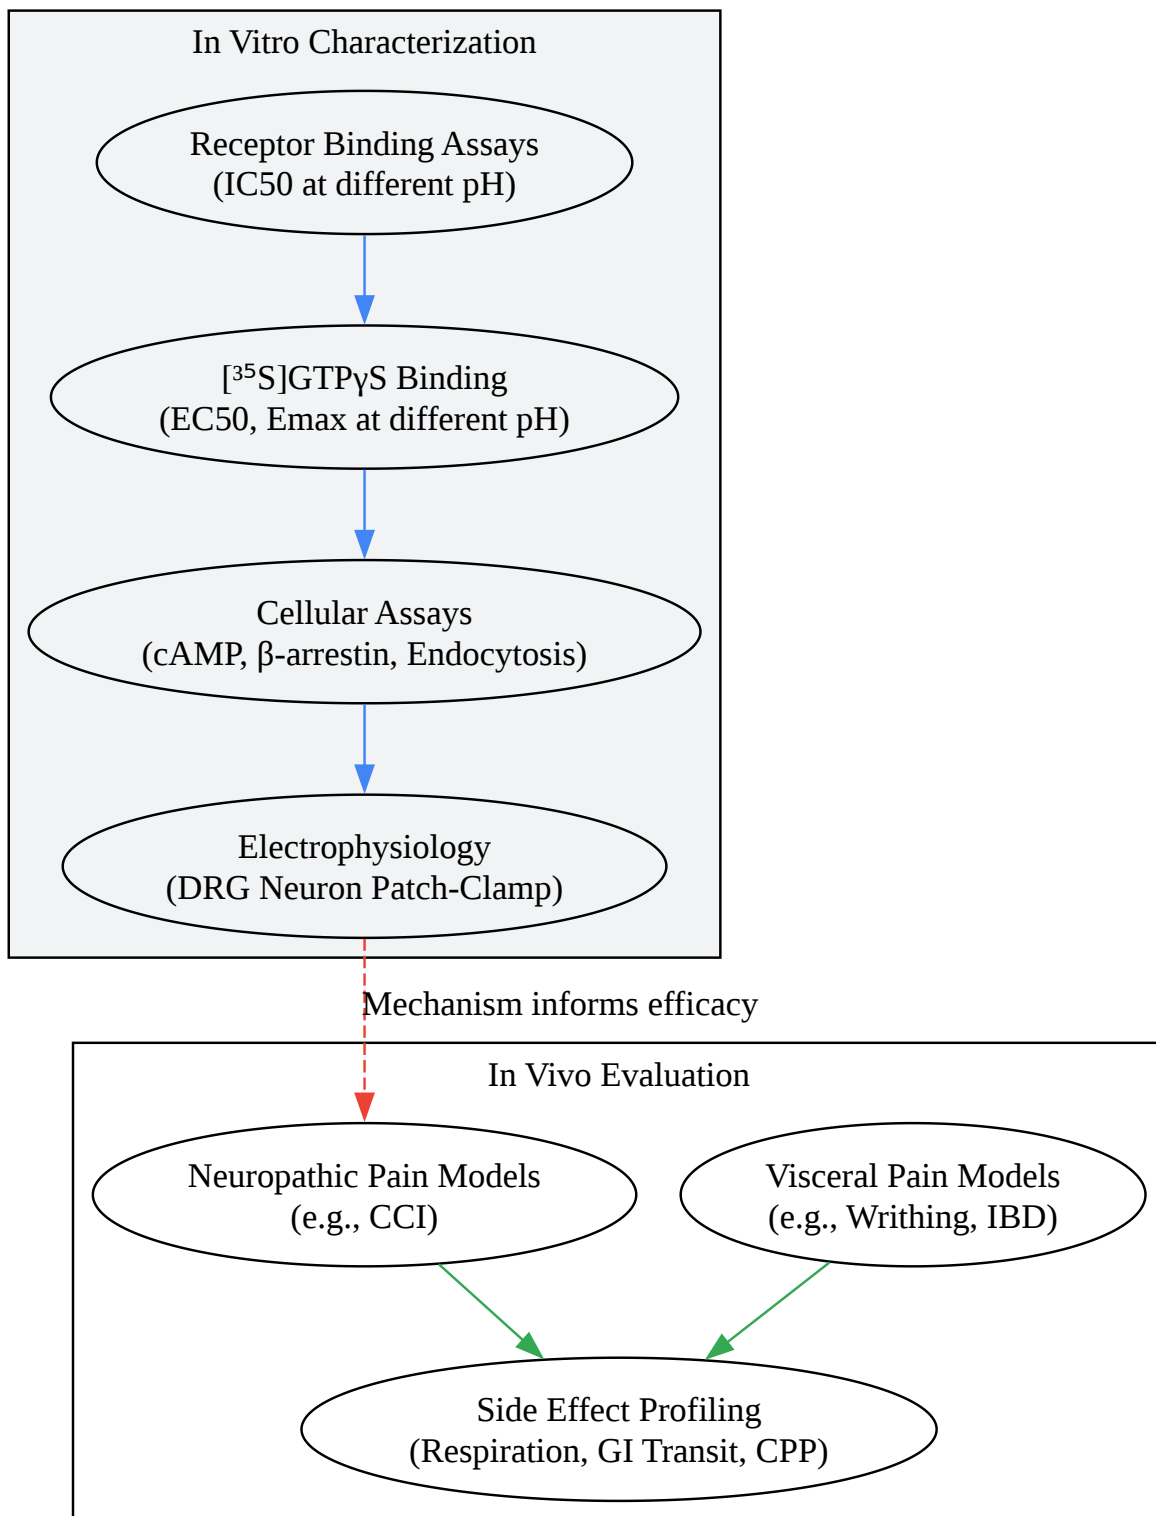 In Vitro Characterization
Receptor Binding Assays
(IC50 at different pH)
[³⁵S]GTPγS Binding
(EC50, Emax at different pH)
Cellular Assays
(cAMP, β-arrestin, Endocytosis)
Electrophysiology
(DRG Neuron Patch-Clamp)
Mechanism informs efficacy
In Vivo Evaluation
Neuropathic Pain Models
(e.g., CCI)
Visceral Pain Models
(e.g., Writhing, IBD)
Side Effect Profiling
(Respiration, GI Transit, CPP)